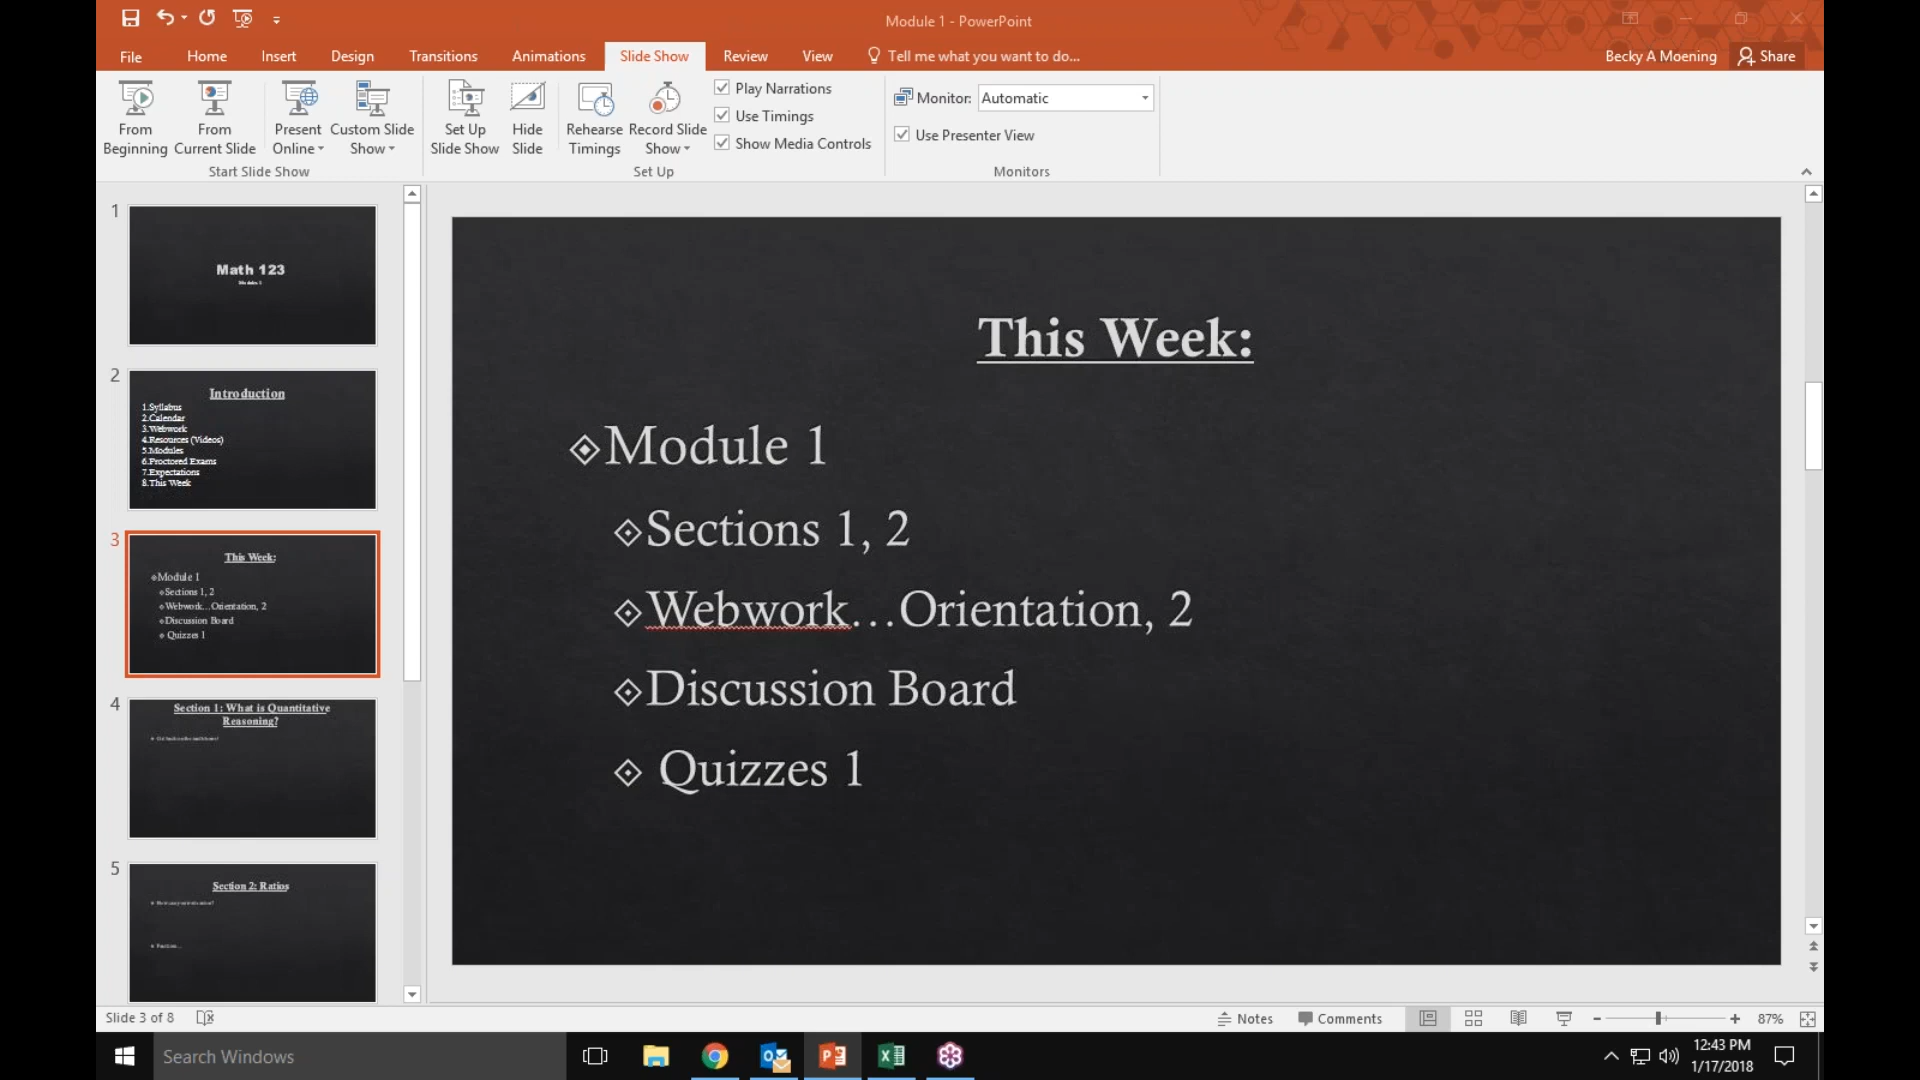 Module 1 - PowerPoint
File
Home
Insert
Design
Transitions
Animations
Slide Show
Review
View
Tell me what you want to do...
Becky A Moening
Share
From Beginning
From Current Slide
Present Online
Custom Slide Show
Set Up Slide Show
Hide Slide
Rehearse Timings
Record Slide Show
Play Narrations
Use Timings
Show Media Controls
Monitor:
Automatic
Use Presenter View
Start Slide Show
Set Up
Monitors
1
Math 123
Module 1
2
Introduction
1.Syllabus
2.Calendar
3.Webwork
4.Resources (Videos)
5.Modules
6.Proctored Exams
7.Expectations
8.This Week
3
This Week:
Module 1
Sections 1, 2
Webwork...Orientation, 2
Discussion Board
Quizzes 1
4
Section 1: What is Quantitative
Reasoning?
5
Section 2: Ratios
This Week:
Module 1
Sections 1, 2
Webwork...Orientation, 2
Discussion Board
Quizzes 1
Slide 3 of 8
Notes
Comments
87%
Search Windows
12:43 PM
1/17/2018